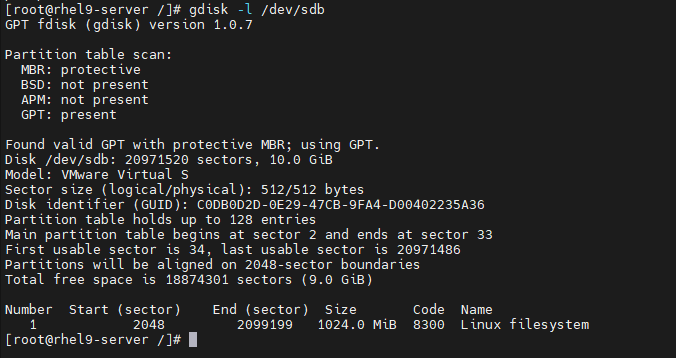 [root@rhel9-server /]# gdisk -l /dev/sdb
GPT fdisk (gdisk) version 1.0.7
Partition table scan:
MBR: protective
BSD: not present
APM: not present
GPT: present
Found valid GPT with protective MBR; using GPT.
Disk /dev/sdb: 20971520 sectors, 10.0 GiB
Model: VMware Virtual S
Sector size (logical/physical): 512/512 bytes
Disk identifier (GUID): C0DB0D2D-0E29-47CB-9FA4-D00402235A36
Partition table holds up to 128 entries
Main partition table begins at sector 2 and ends at sector 33
First usable sector is 34, last usable sector is 20971486
Partitions will be aligned on 2048-sector boundaries
Total free space is 18874301 sectors (9.0 GiB)
Number  Start (sector)    End (sector)  Size       Code  Name
1            2048         2099199   1024.0 MiB  8300  Linux filesystem
[root@rhel9-server /]#